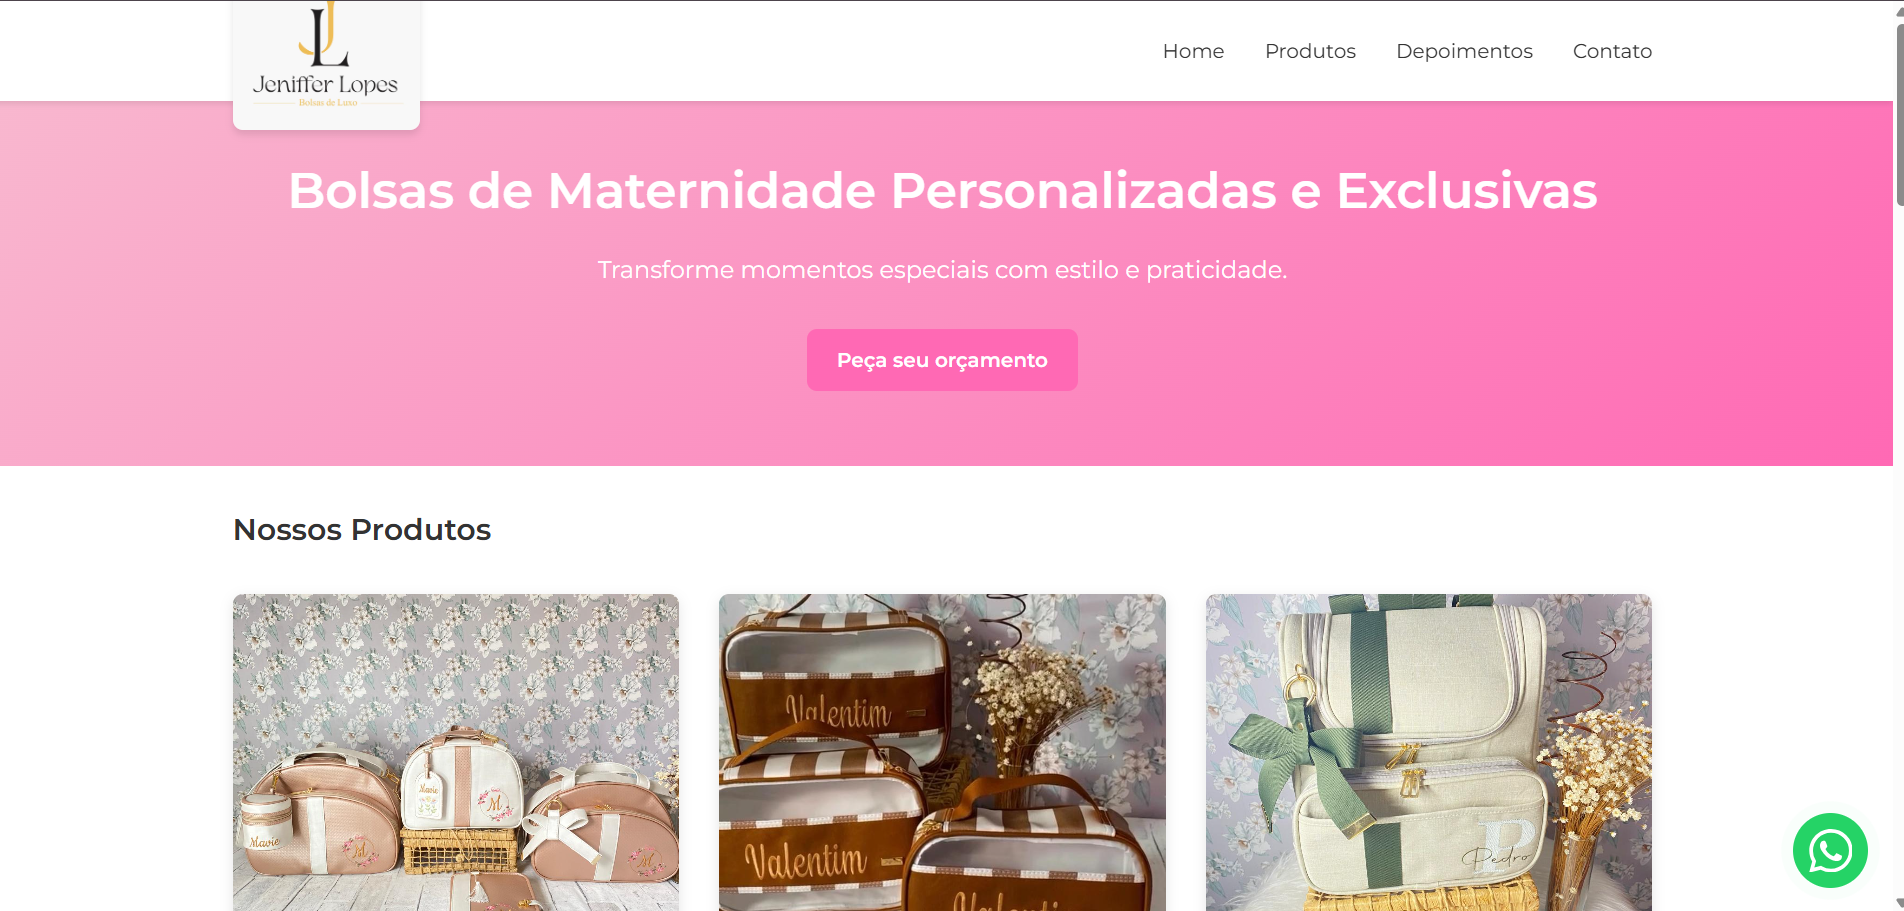 JL
Jeniffer Lopes
Bolsas de Luxo
Home Produtos Depoimentos Contato
Bolsas de Maternidade Personalizadas e Exclusivas
Transforme momentos especiais com estilo e praticidade.
Peça seu orçamento
Nossos Produtos
Mavie
M
Mavie
M
M
Valentim
Valentim
Valentim
P
Pedro